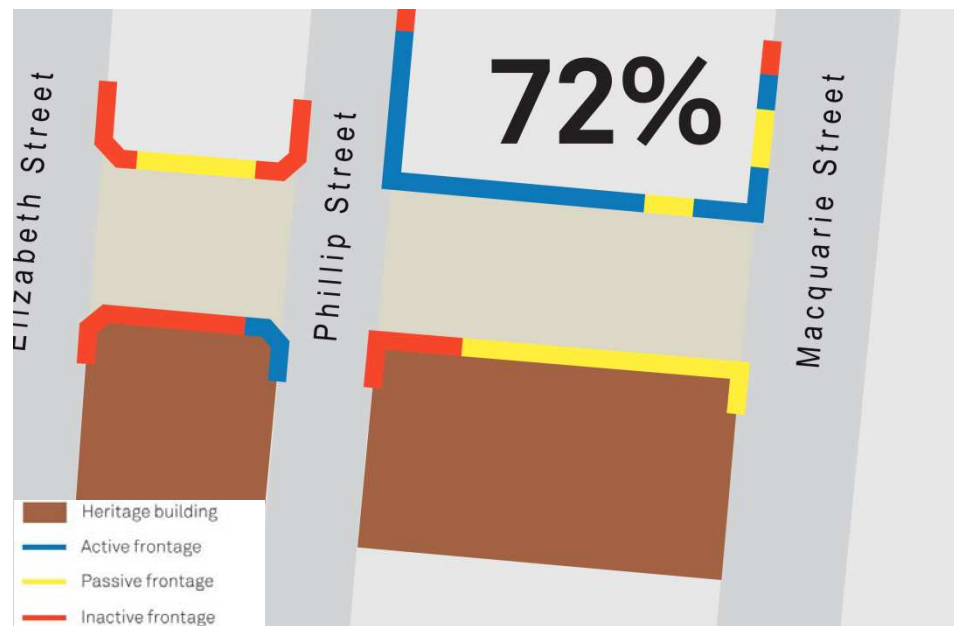 72%
Elizabeth Street
Phillip Street
Macquarie Street
Heritage building
Active frontage
Passive frontage
Inactive frontage